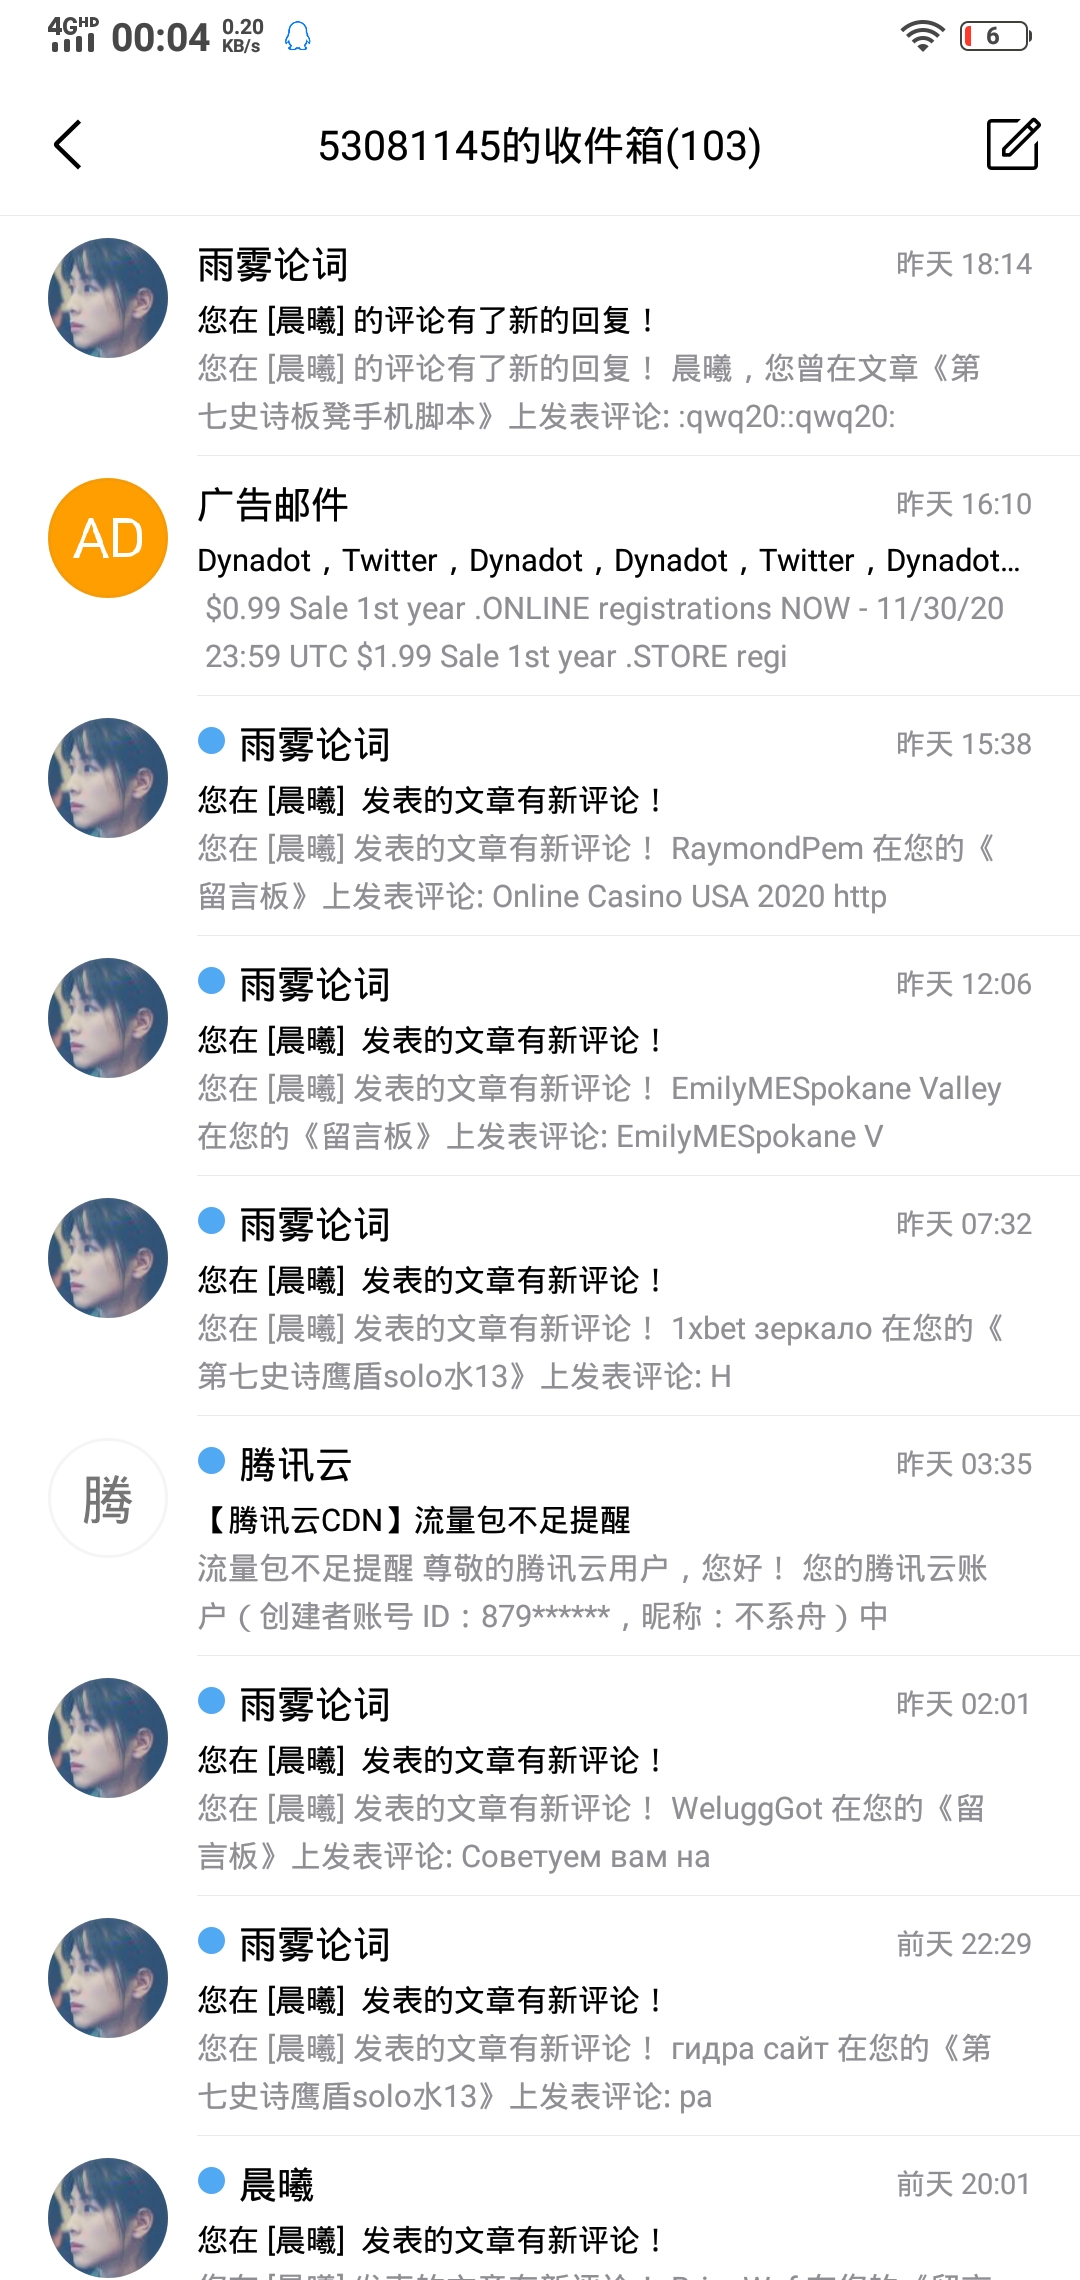 4GHD 00:04 0.20 KB/s 6
53081145的收件箱(103)
雨雾论词 昨天 18:14
您在 [晨曦] 的评论有了新的回复！
您在 [晨曦] 的评论有了新的回复！ 晨曦，您曾在文章《第
七史诗板凳手机脚本》上发表评论: :qwq20::qwq20:
AD 广告邮件 昨天 16:10
Dynadot，Twitter，Dynadot，Dynadot，Twitter，Dynadot...
$0.99 Sale 1st year .ONLINE registrations NOW - 11/30/20
23:59 UTC $1.99 Sale 1st year .STORE regi
雨雾论词 昨天 15:38
您在 [晨曦] 发表的文章有新评论！
您在 [晨曦] 发表的文章有新评论！ RaymondPem 在您的《
留言板》上发表评论: Online Casino USA 2020 http
雨雾论词 昨天 12:06
您在 [晨曦] 发表的文章有新评论！
您在 [晨曦] 发表的文章有新评论！ EmilyMESpokane Valley
在您的《留言板》上发表评论: EmilyMESpokane V
雨雾论词 昨天 07:32
您在 [晨曦] 发表的文章有新评论！
您在 [晨曦] 发表的文章有新评论！ 1xbet зеркало 在您的《
第七史诗鹰盾solo水13》上发表评论: H
腾 腾讯云 昨天 03:35
【腾讯云CDN】流量包不足提醒
流量包不足提醒 尊敬的腾讯云用户，您好！ 您的腾讯云账
户（创建者账号 ID：879******，昵称：不系舟）中
雨雾论词 昨天 02:01
您在 [晨曦] 发表的文章有新评论！
您在 [晨曦] 发表的文章有新评论！ WeluggGot 在您的《留
言板》上发表评论: Советуем вам на
雨雾论词 前天 22:29
您在 [晨曦] 发表的文章有新评论！
您在 [晨曦] 发表的文章有新评论！ гидра сайт 在您的《第
七史诗鹰盾solo水13》上发表评论: ра
晨曦 前天 20:01
您在 [晨曦] 发表的文章有新评论！